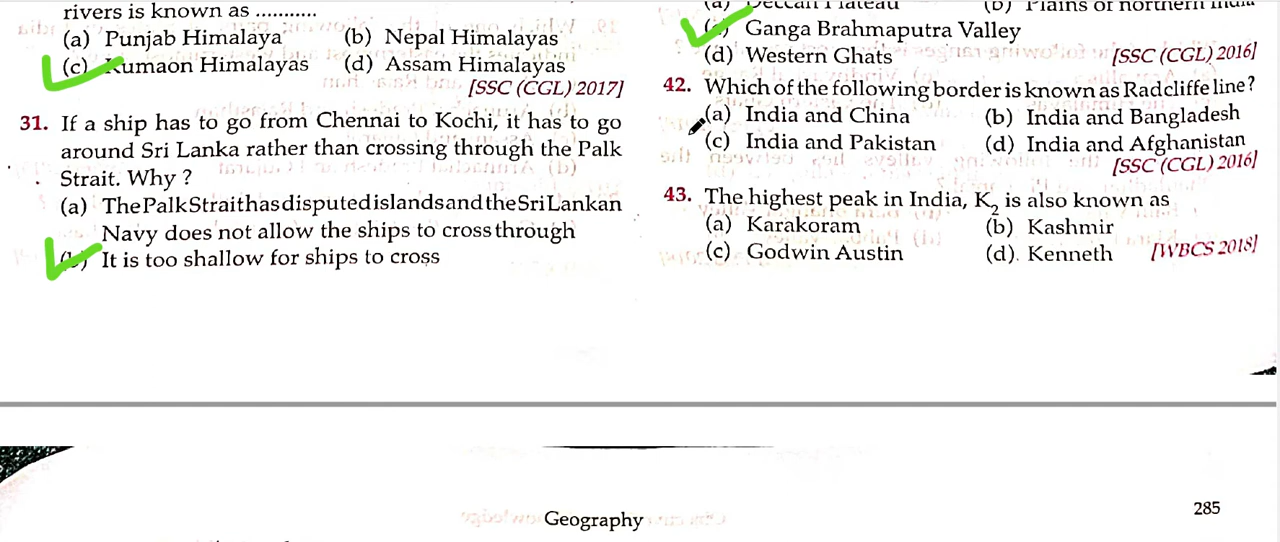 rivers is known as ...........
(a) Punjab Himalaya (b) Nepal Himalayas
(c) Kumaon Himalayas (d) Assam Himalayas
[SSC (CGL) 2017]
31. If a ship has to go from Chennai to Kochi, it has to go
around Sri Lanka rather than crossing through the Palk
Strait. Why ?
(a) The Palk Strait has disputed islands and the Sri Lankan
Navy does not allow the ships to cross through
(b) It is too shallow for ships to cross
(a) Deccan Plateau (b) Plains of northern India
Ganga Brahmaputra Valley
(d) Western Ghats [SSC (CGL) 2016]
42. Which of the following border is known as Radcliffe line?
(a) India and China (b) India and Bangladesh
(c) India and Pakistan (d) India and Afghanistan
[SSC (CGL) 2016]
43. The highest peak in India, K2 is also known as
(a) Karakoram (b) Kashmir
(c) Godwin Austin (d). Kenneth [WBCS 2018]
Geography
285